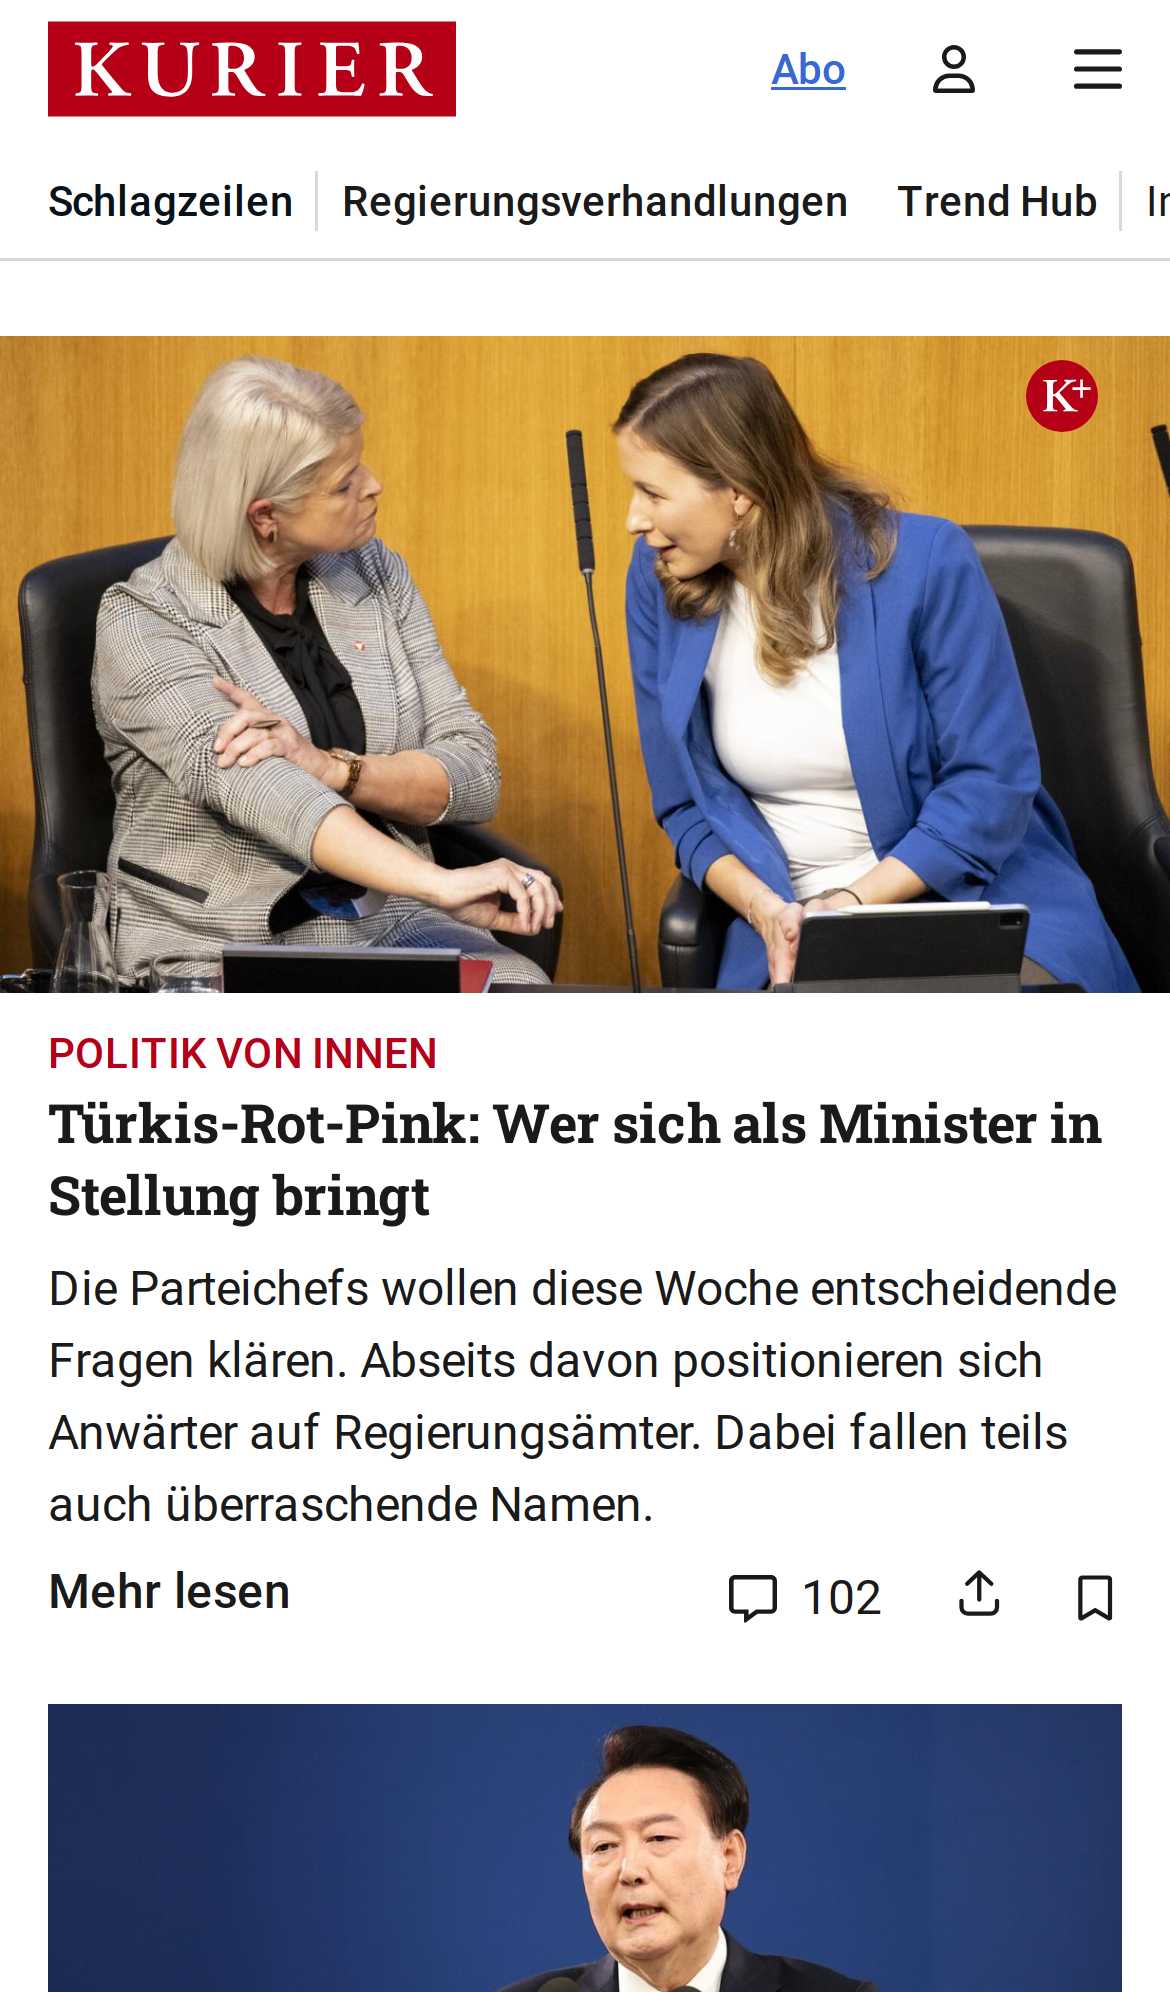 KURIER
Abo
Schlagzeilen
Regierungsverhandlungen
Trend Hub
K+
POLITIK VON INNEN
Türkis-Rot-Pink: Wer sich als Minister in
Stellung bringt
Die Parteichefs wollen diese Woche entscheidende
Fragen klären. Abseits davon positionieren sich
Anwärter auf Regierungsämter. Dabei fallen teils
auch überraschende Namen.
Mehr lesen
102